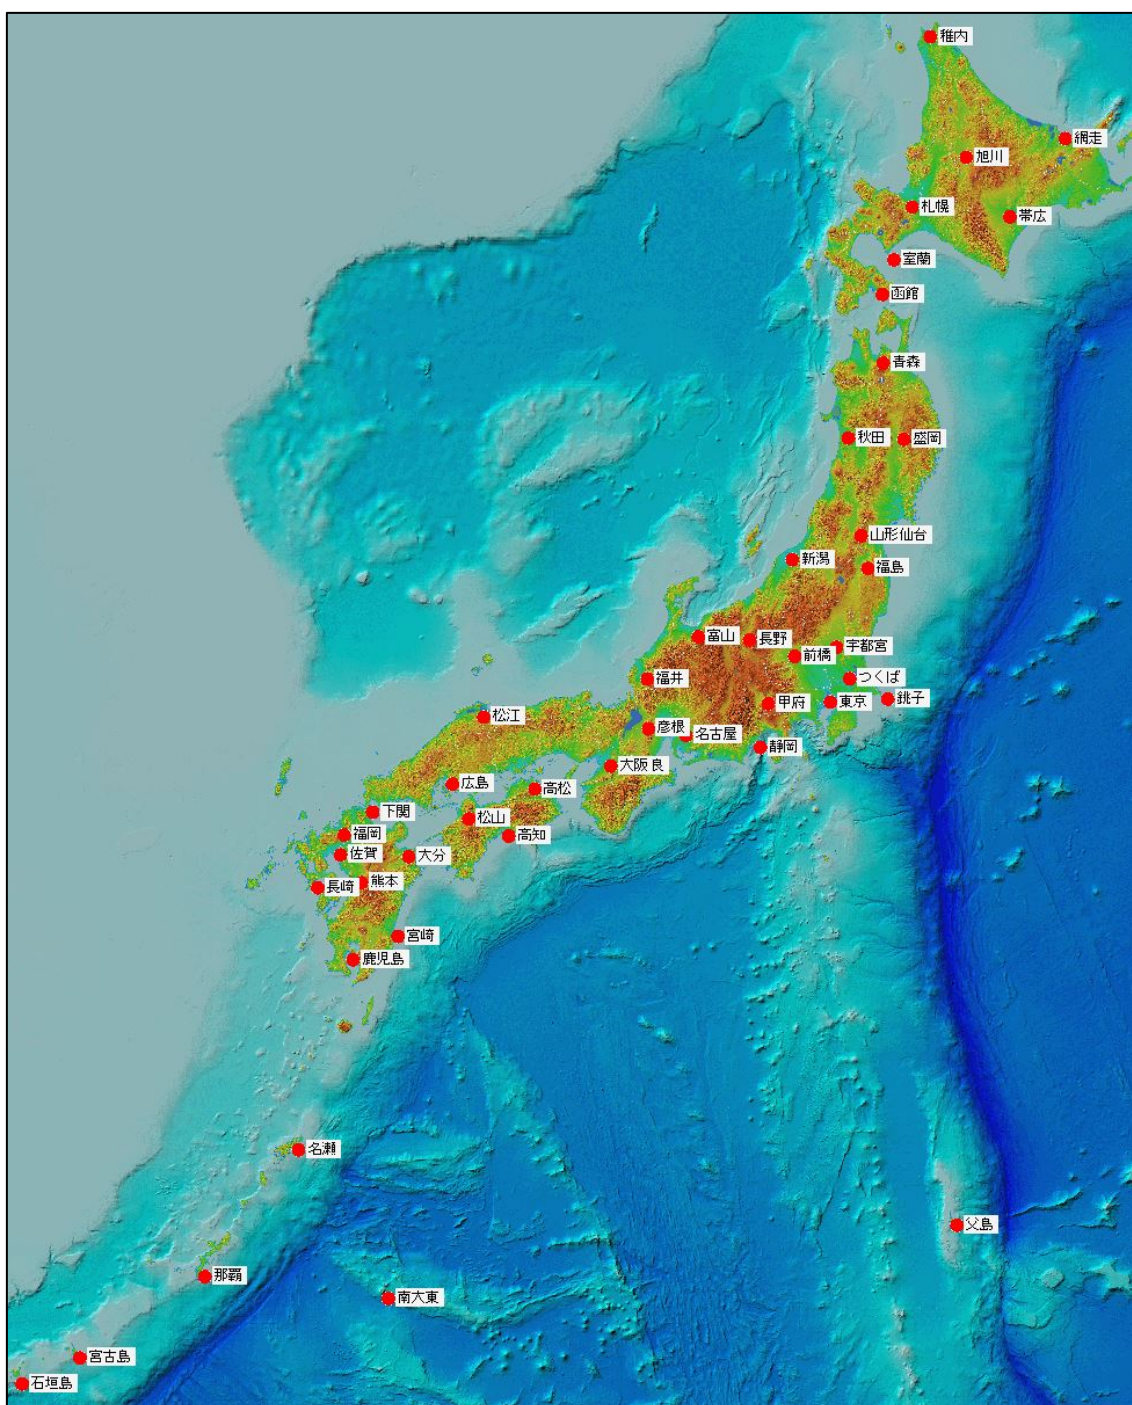 稚内
網走
旭川
札幌
帯広
室蘭
函館
青森
秋田
盛岡
山形仙台
新潟
福島
富山
長野
宇都宮
前橋
福井
つくば
甲府
東京
銚子
松江
彦根
名古屋
静岡
大阪良
広島
高松
下関
松山
福岡
高知
佐賀
大分
熊本
長崎
宮崎
鹿児島
名瀬
父島
那覇
南大東
宮古島
石垣島